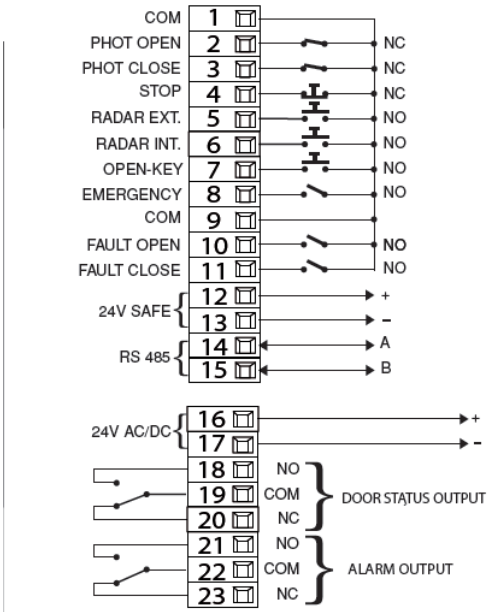 COM 1
PHOT OPEN 2 NC
PHOT CLOSE 3 NC
STOP 4 NC
RADAR EXT. 5 NO
RADAR INT. 6 NO
OPEN-KEY 7 NO
EMERGENCY 8 NO
COM 9
FAULT OPEN 10 NO
FAULT CLOSE 11 NO
24V SAFE { 12 +
13 -
RS 485 { 14 A
15 B
24V AC/DC { 16 +
17 -
18 NO
19 COM } DOOR STATUS OUTPUT
20 NC
21 NO
22 COM } ALARM OUTPUT
23 NC